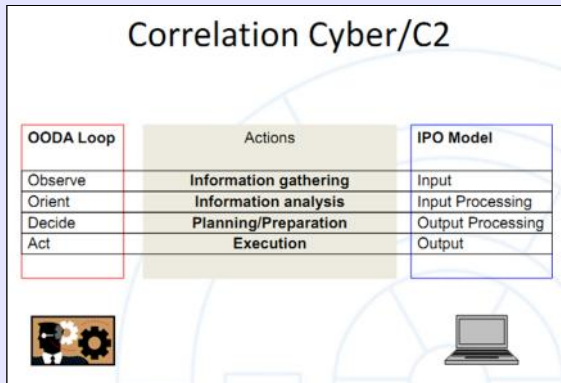 Correlation Cyber/C2
OODA Loop Actions IPO Model
Observe Information gathering Input
Orient Information analysis Input Processing
Decide Planning/Preparation Output Processing
Act Execution Output